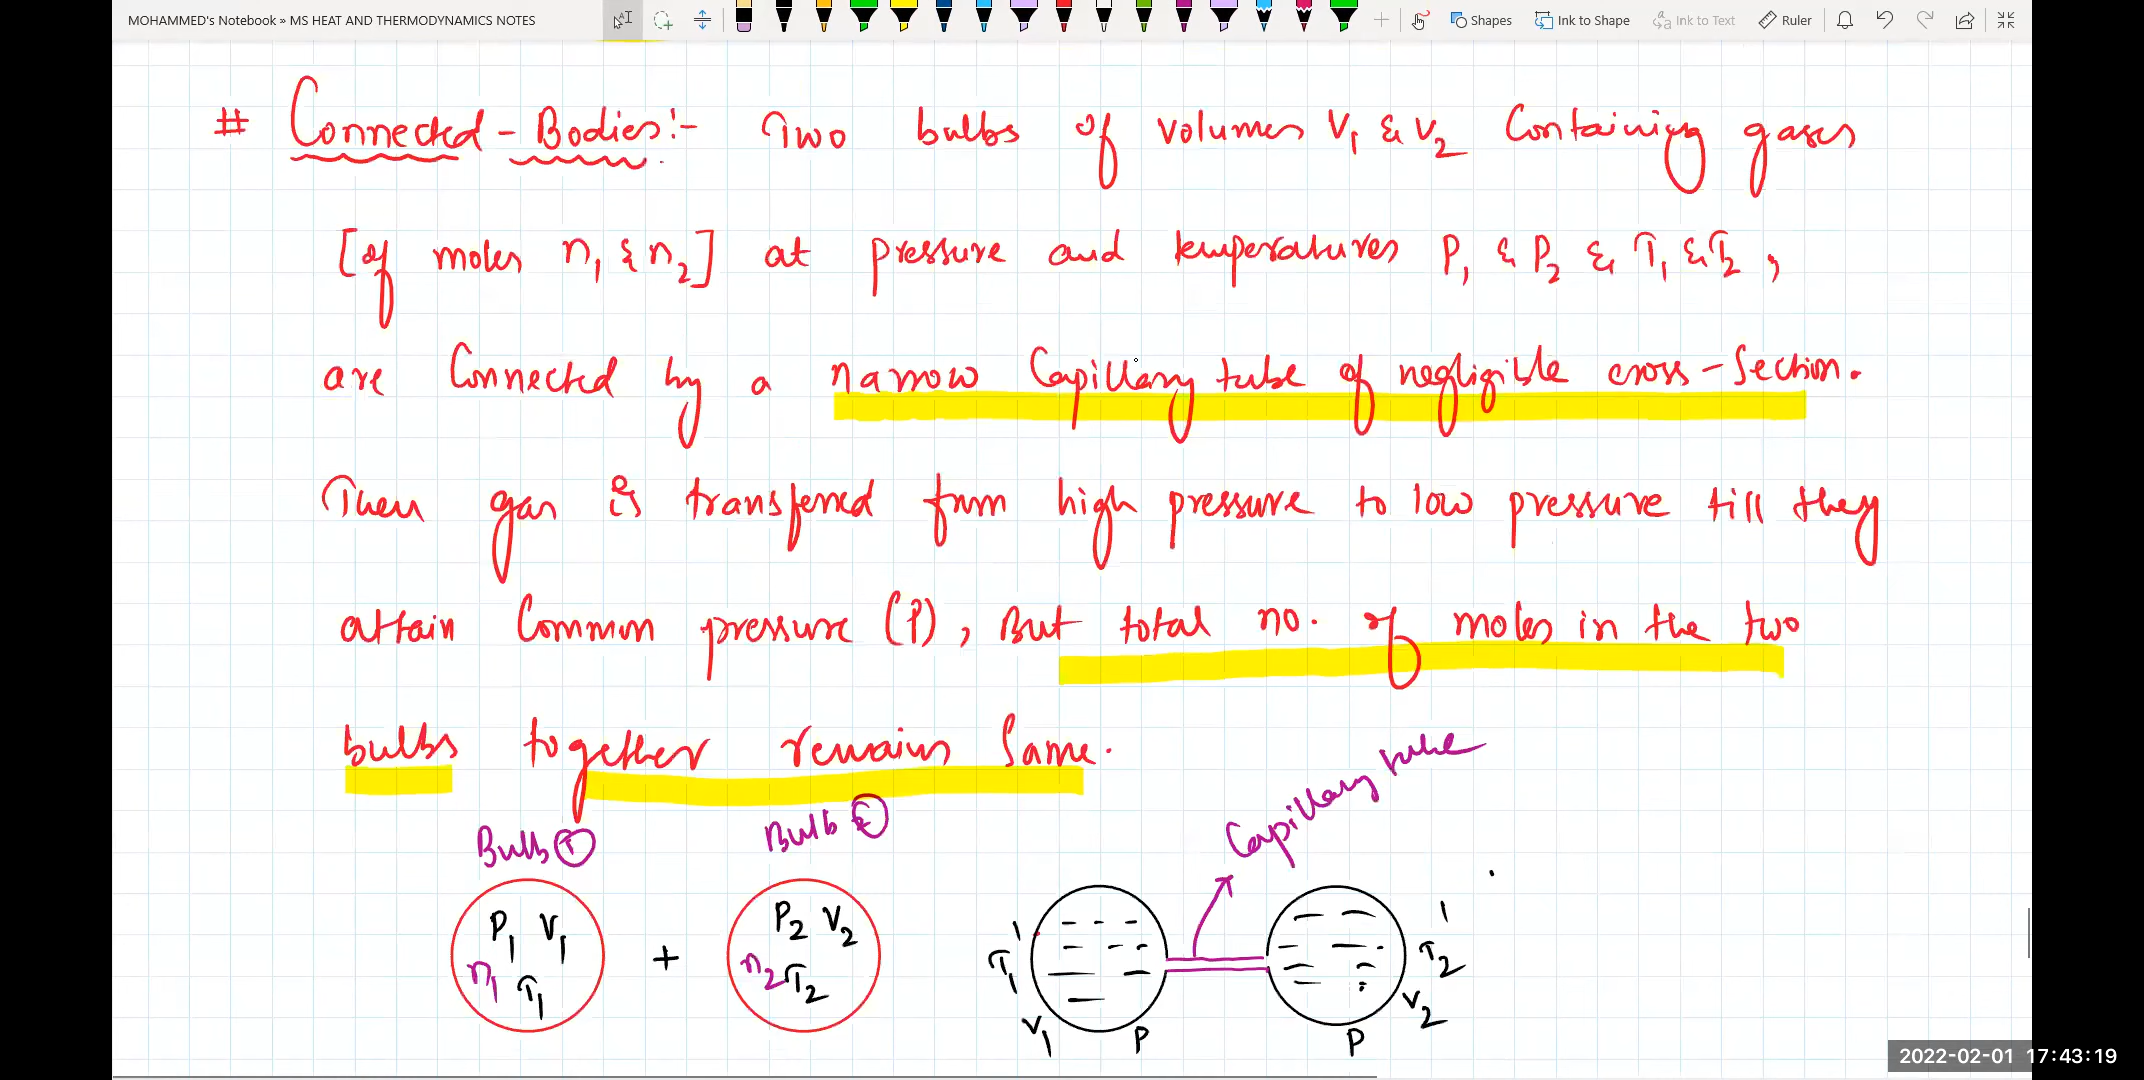 MOHAMMED's Notebook » MS HEAT AND THERMODYNAMICS NOTES
Shapes Ink to Shape Ink to Text Ruler
# Connected - Bodies:- Two bulbs of volumes V₁ & V₂ Containing gases
[of moles n₁ & n₂] at pressure and temperatures P₁ & P₂ & T₁ & T₂,
are Connected by a narrow Capillary tube of negligible cross-Section.
Then gas is transferred from high pressure to low pressure till they
attain Common pressure (P), But total no. of moles in the two
bulbs together remains Same.
Capillary tube
Bulb ① Bulb ②
P₁ V₁ n₁ T₁ + P₂ V₂ n₂ T₂
T₁' V₁ P T₂' V₂ P
2022-02-01 17:43:19